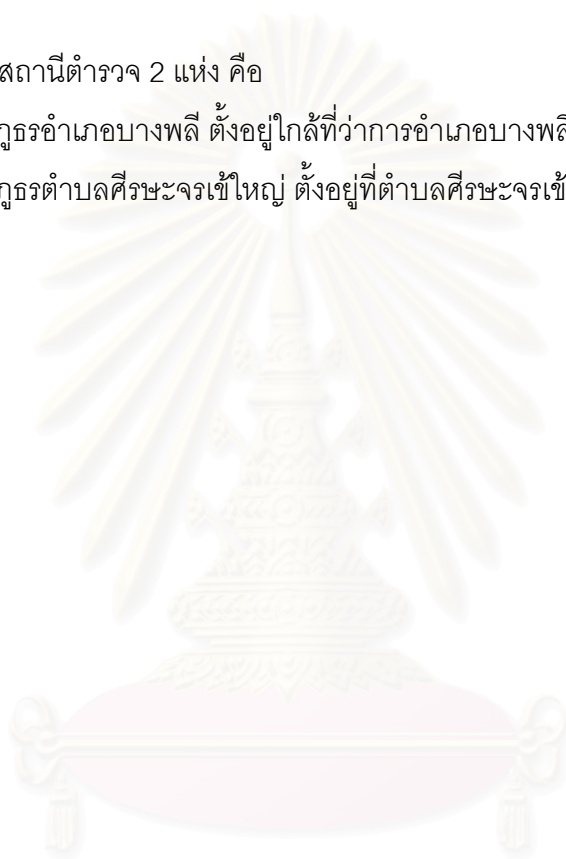 สถานีตำรวจ 2 แห่ง คือ
ภูธรอำเภอบางพลี ตั้งอยู่ใกล้ที่ว่าการอำเภอบางพลี
ภูธรตำบลศีรษะจรเข้ใหญ่ ตั้งอยู่ที่ตำบลศีรษะจรเข้